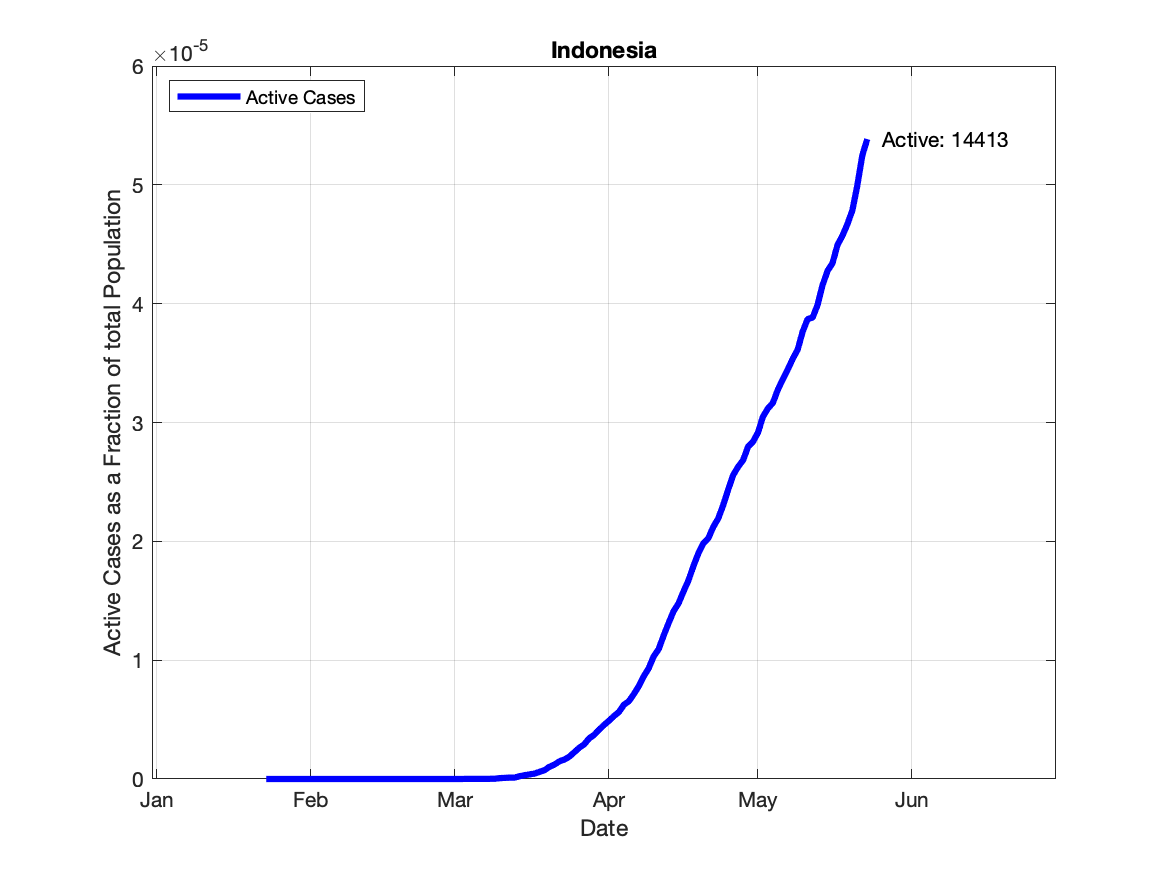 Indonesia
×10-5
6
5
4
3
2
1
0
Active Cases as a Fraction of total Population
Active Cases
Active: 14413
Jan Feb Mar Apr May Jun
Date